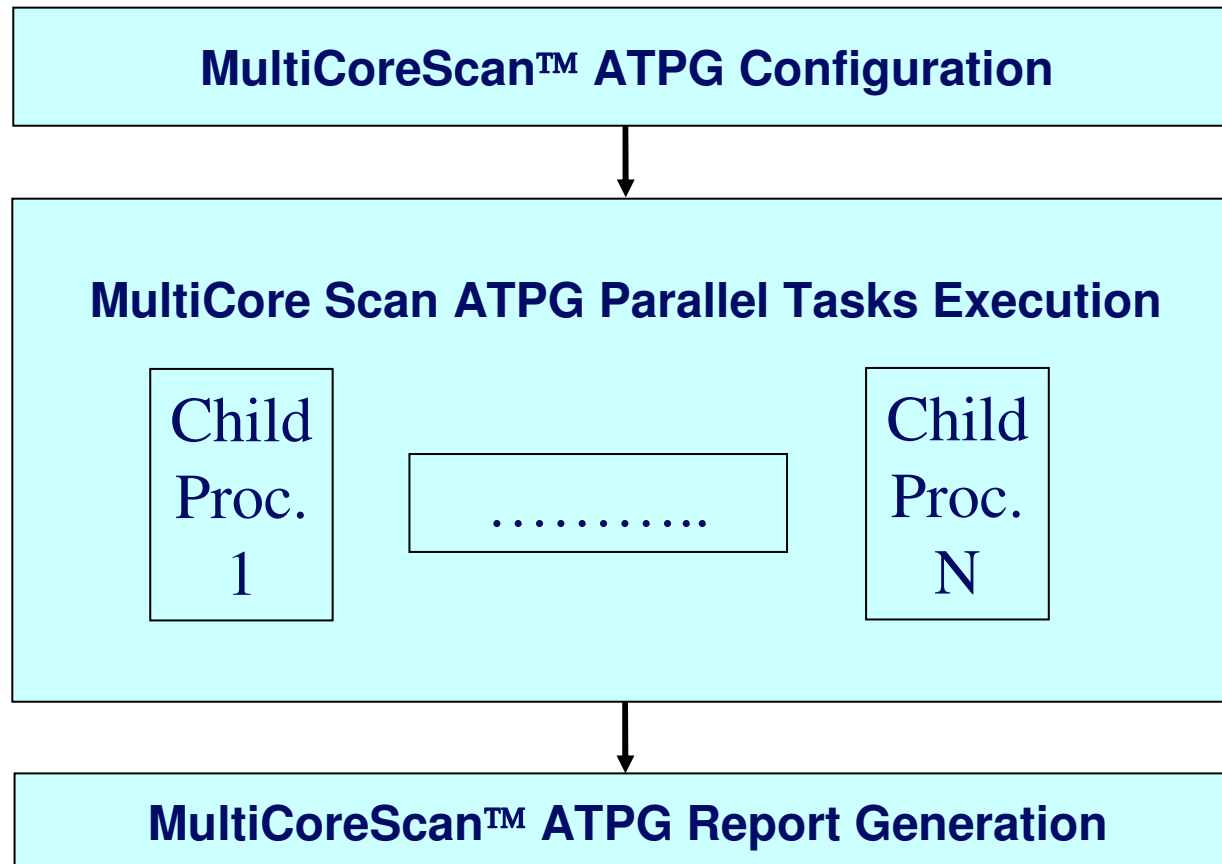 MultiCoreScan™ ATPG Configuration
MultiCore Scan ATPG Parallel Tasks Execution
Child
Proc.
1
………..
Child
Proc.
N
MultiCoreScan™ ATPG Report Generation